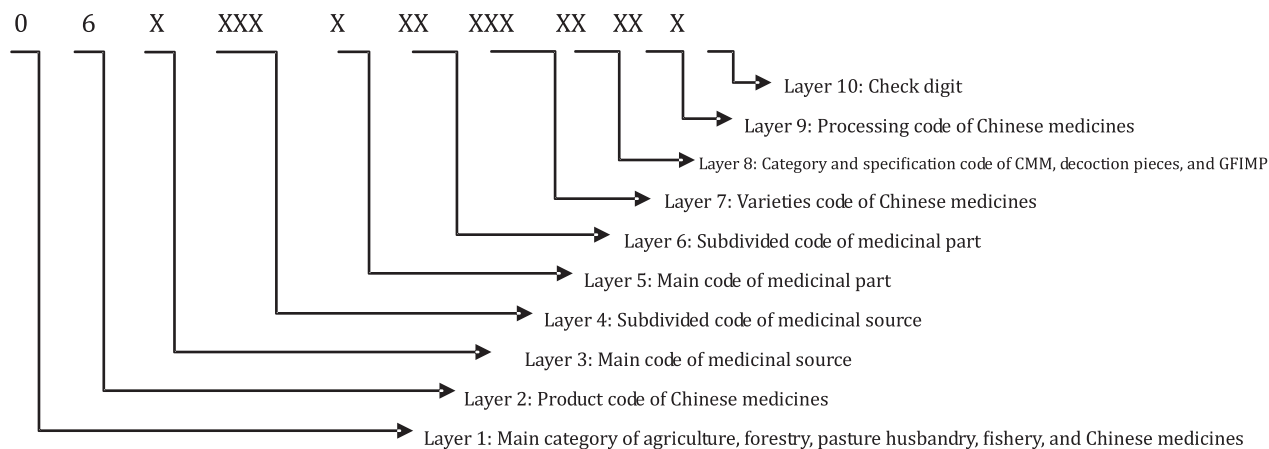 0 6 X XXX X XX XXX XX XX X
Layer 10: Check digit
Layer 9: Processing code of Chinese medicines
Layer 8: Category and specification code of CMM, decoction pieces, and GFIMP
Layer 7: Varieties code of Chinese medicines
Layer 6: Subdivided code of medicinal part
Layer 5: Main code of medicinal part
Layer 4: Subdivided code of medicinal source
Layer 3: Main code of medicinal source
Layer 2: Product code of Chinese medicines
Layer 1: Main category of agriculture, forestry, pasture husbandry, fishery, and Chinese medicines